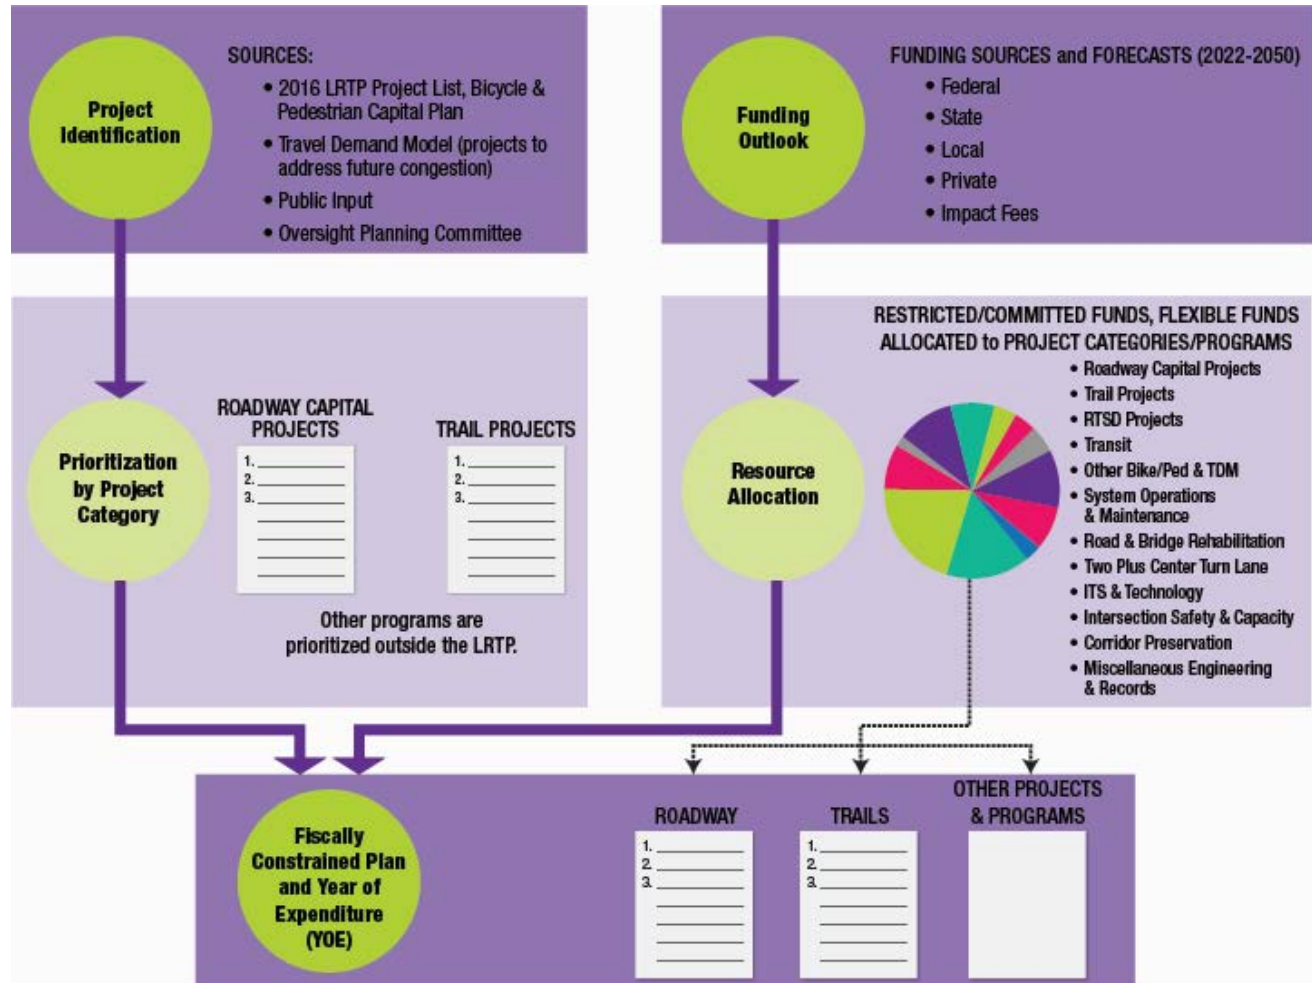 Project
Identification
SOURCES:
• 2016 LRTP Project List, Bicycle &
Pedestrian Capital Plan
• Travel Demand Model (projects to
address future congestion)
• Public Input
• Oversight Planning Committee
Funding
Outlook
FUNDING SOURCES and FORECASTS (2022-2050)
• Federal
• State
• Local
• Private
• Impact Fees
Prioritization
by Project
Category
ROADWAY CAPITAL
PROJECTS
1.
2.
3.
TRAIL PROJECTS
1.
2.
3.
Other programs are
prioritized outside the LRTP.
Resource
Allocation
RESTRICTED/COMMITTED FUNDS, FLEXIBLE FUNDS
ALLOCATED to PROJECT CATEGORIES/PROGRAMS
• Roadway Capital Projects
• Trail Projects
• RTSD Projects
• Transit
• Other Bike/Ped & TDM
• System Operations
& Maintenance
• Road & Bridge Rehabilitation
• Two Plus Center Turn Lane
• ITS & Technology
• Intersection Safety & Capacity
• Corridor Preservation
• Miscellaneous Engineering
& Records
Fiscally
Constrained Plan
and Year of
Expenditure
(YOE)
ROADWAY
1.
2.
3.
TRAILS
1.
2.
3.
OTHER PROJECTS
& PROGRAMS